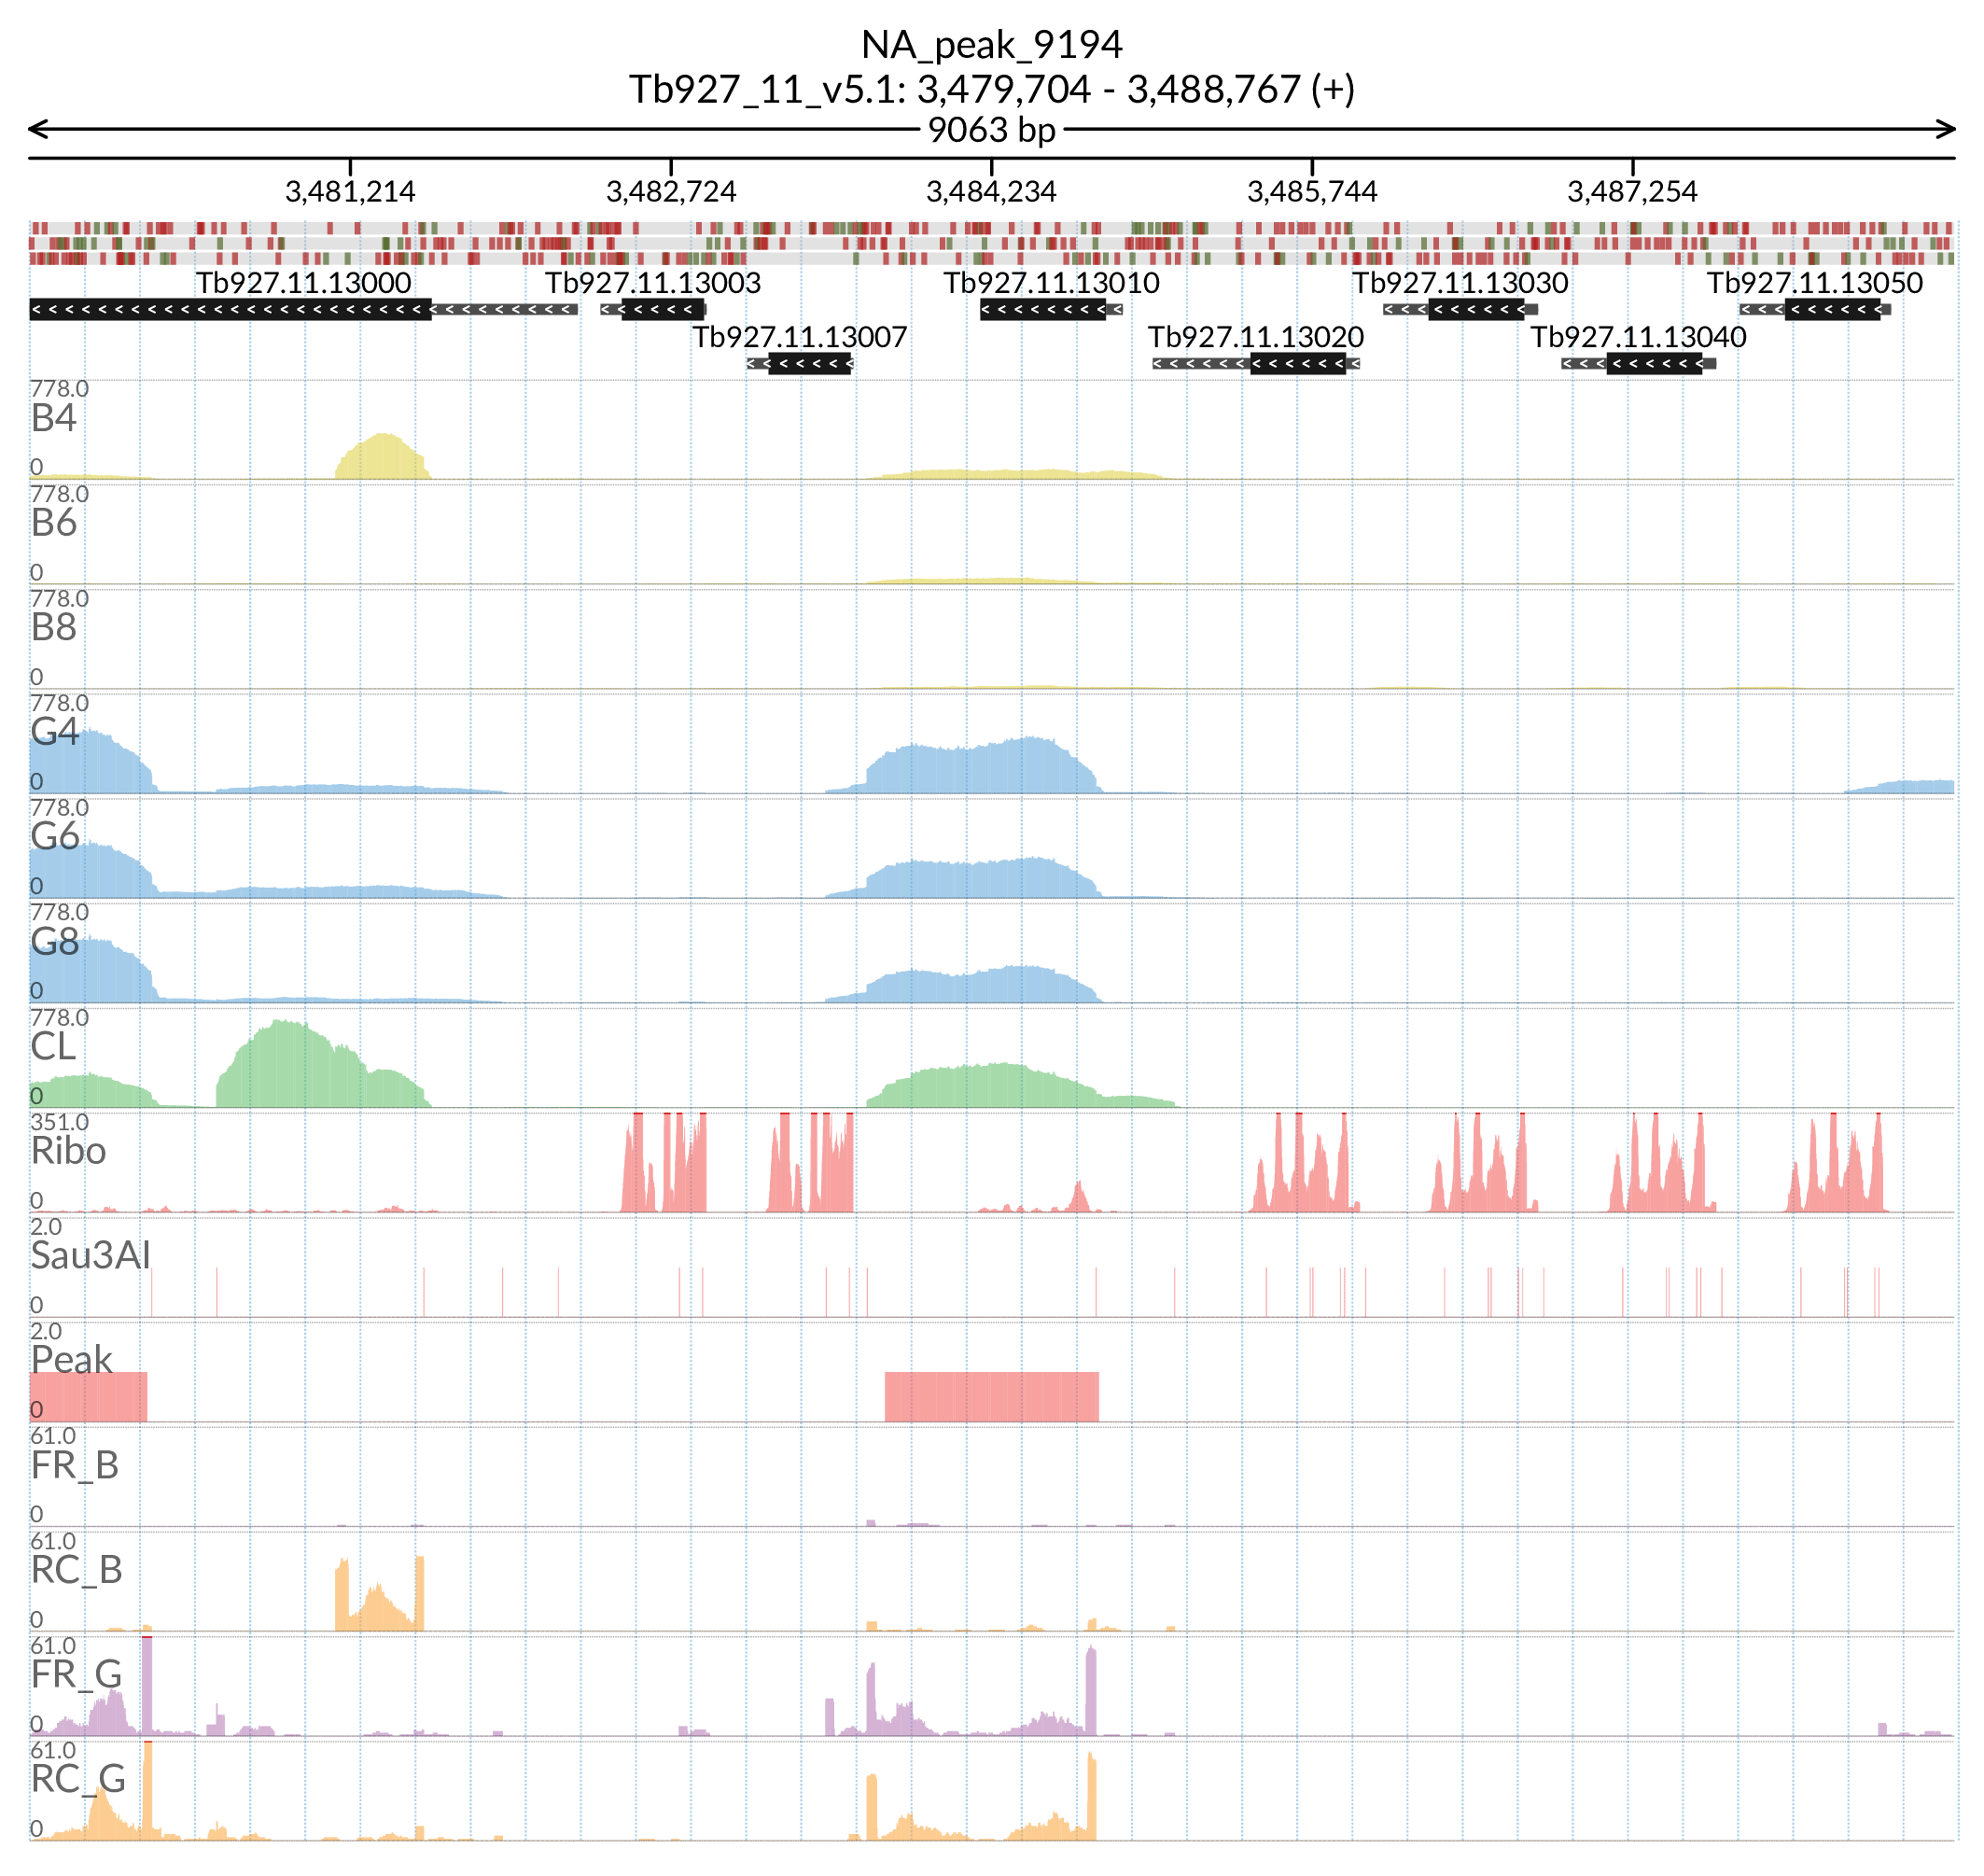 NA_peak_9194
Tb927_11_v5.1: 3,479,704 - 3,488,767 (+)
9063 bp
3,481,214 3,482,724 3,484,234 3,485,744 3,487,254
Tb927.11.13000 Tb927.11.13003 Tb927.11.13010 Tb927.11.13030 Tb927.11.13050
Tb927.11.13007 Tb927.11.13020 Tb927.11.13040
778.0
B4
0
778.0
B6
0
778.0
B8
0
778.0
G4
0
778.0
G6
0
778.0
G8
0
778.0
CL
0
351.0
Ribo
0
2.0
Sau3AI
0
2.0
Peak
0
61.0
FR_B
0
61.0
RC_B
0
61.0
FR_G
0
61.0
RC_G
0